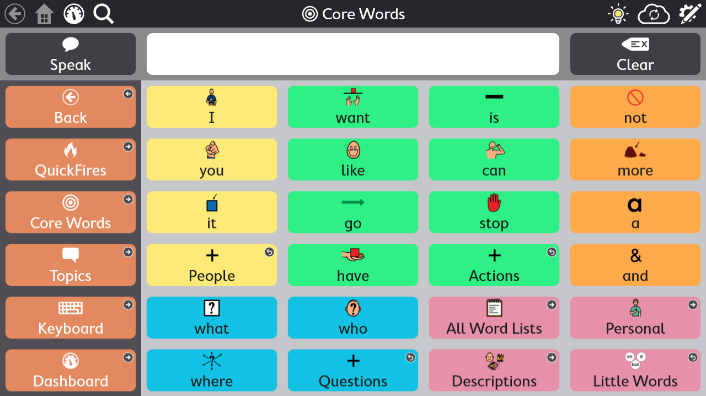 Core Words
Speak
Clear
Back
I
want
is
not
QuickFires
you
like
can
more
Core Words
it
go
stop
a
a
Topics
+
People
have
+
Actions
&
and
Keyboard
?
what
?
who
All Word Lists
Personal
Dashboard
where
+
Questions
Descriptions
Little Words